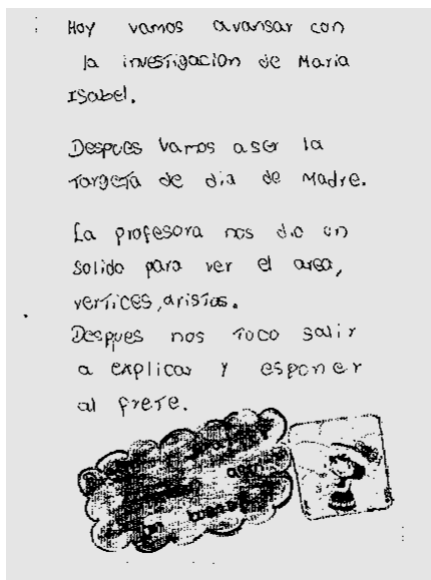 Hoy vamos avansar con
la investigacion de Maria
Isabel.
Despues vamos aser la
targeta de dia de Madre.
La profesora nos dio un
solido para ver el area,
vertices, aristas.
Despues nos toco salir
a explicar y esponer
al frete.